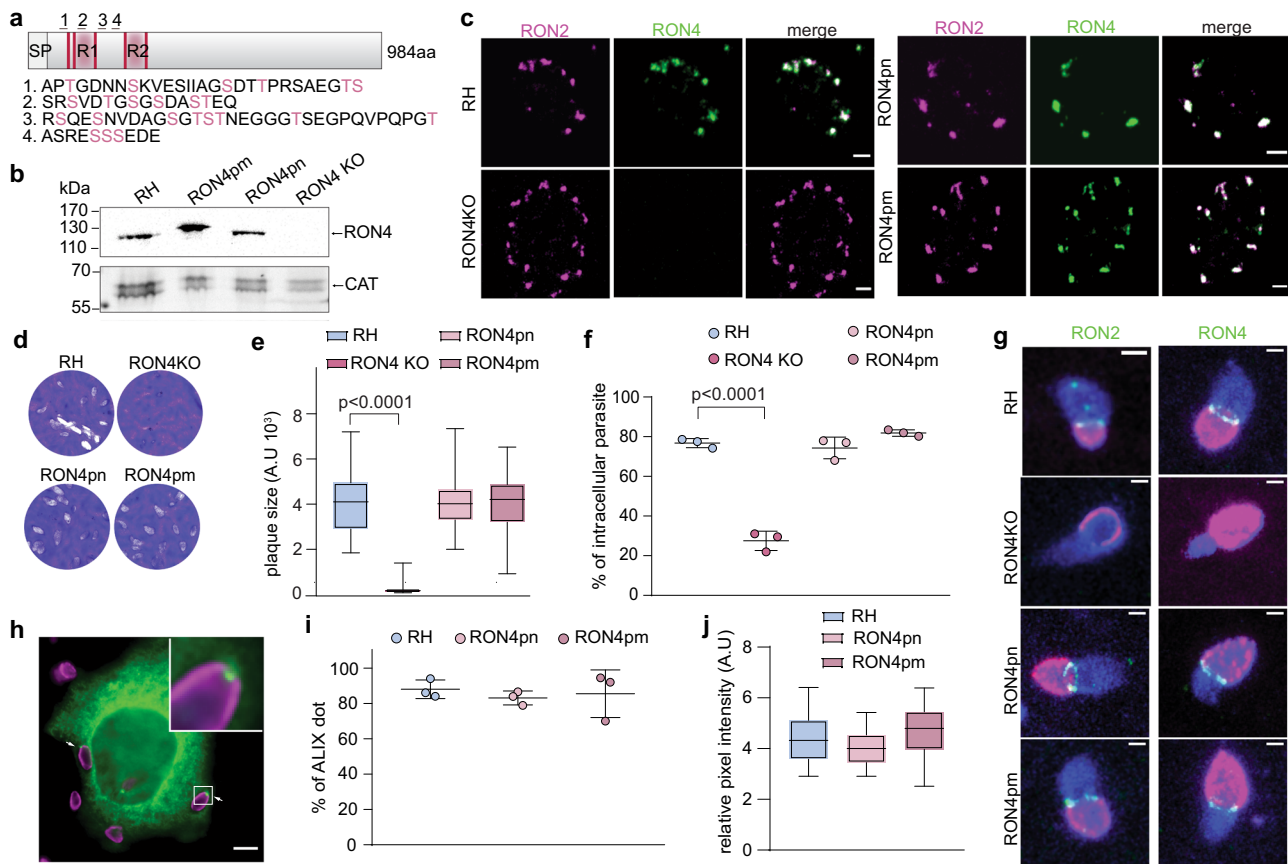 a
1 2 3 4
SP R1 R2 984aa
1. APTGDNNSKVESIIAGSDTTPRSAEGTS
2. SRSVDTGSGSDASTEQ
3. RSQESNVDAGSGTSTNEGGGTSEGPQVPQPGT
4. ASRESSSEDE
b
kDa RH RON4pm RON4pn RON4 KO
170
130
110
←RON4
70
55
←CAT
c
RON2 RON4 merge
RH
RON4KO
RON2 RON4 merge
RON4pn
RON4pm
d
RH RON4KO
RON4pn RON4pm
e
RH RON4pn
RON4 KO RON4pm
p<0.0001
plaque size (A.U 10³)
8
6
4
2
0
f
RH RON4pn
RON4 KO RON4pm
p<0.0001
% of intracellular parasite
100
80
60
40
20
0
g
RON2 RON4
RH
RON4KO
RON4pn
RON4pm
h
i
RH RON4pn RON4pm
% of ALIX dot
100
80
60
40
20
0
j
RH
RON4pn
RON4pm
relative pixel intensity (A.U)
8
6
4
2
0